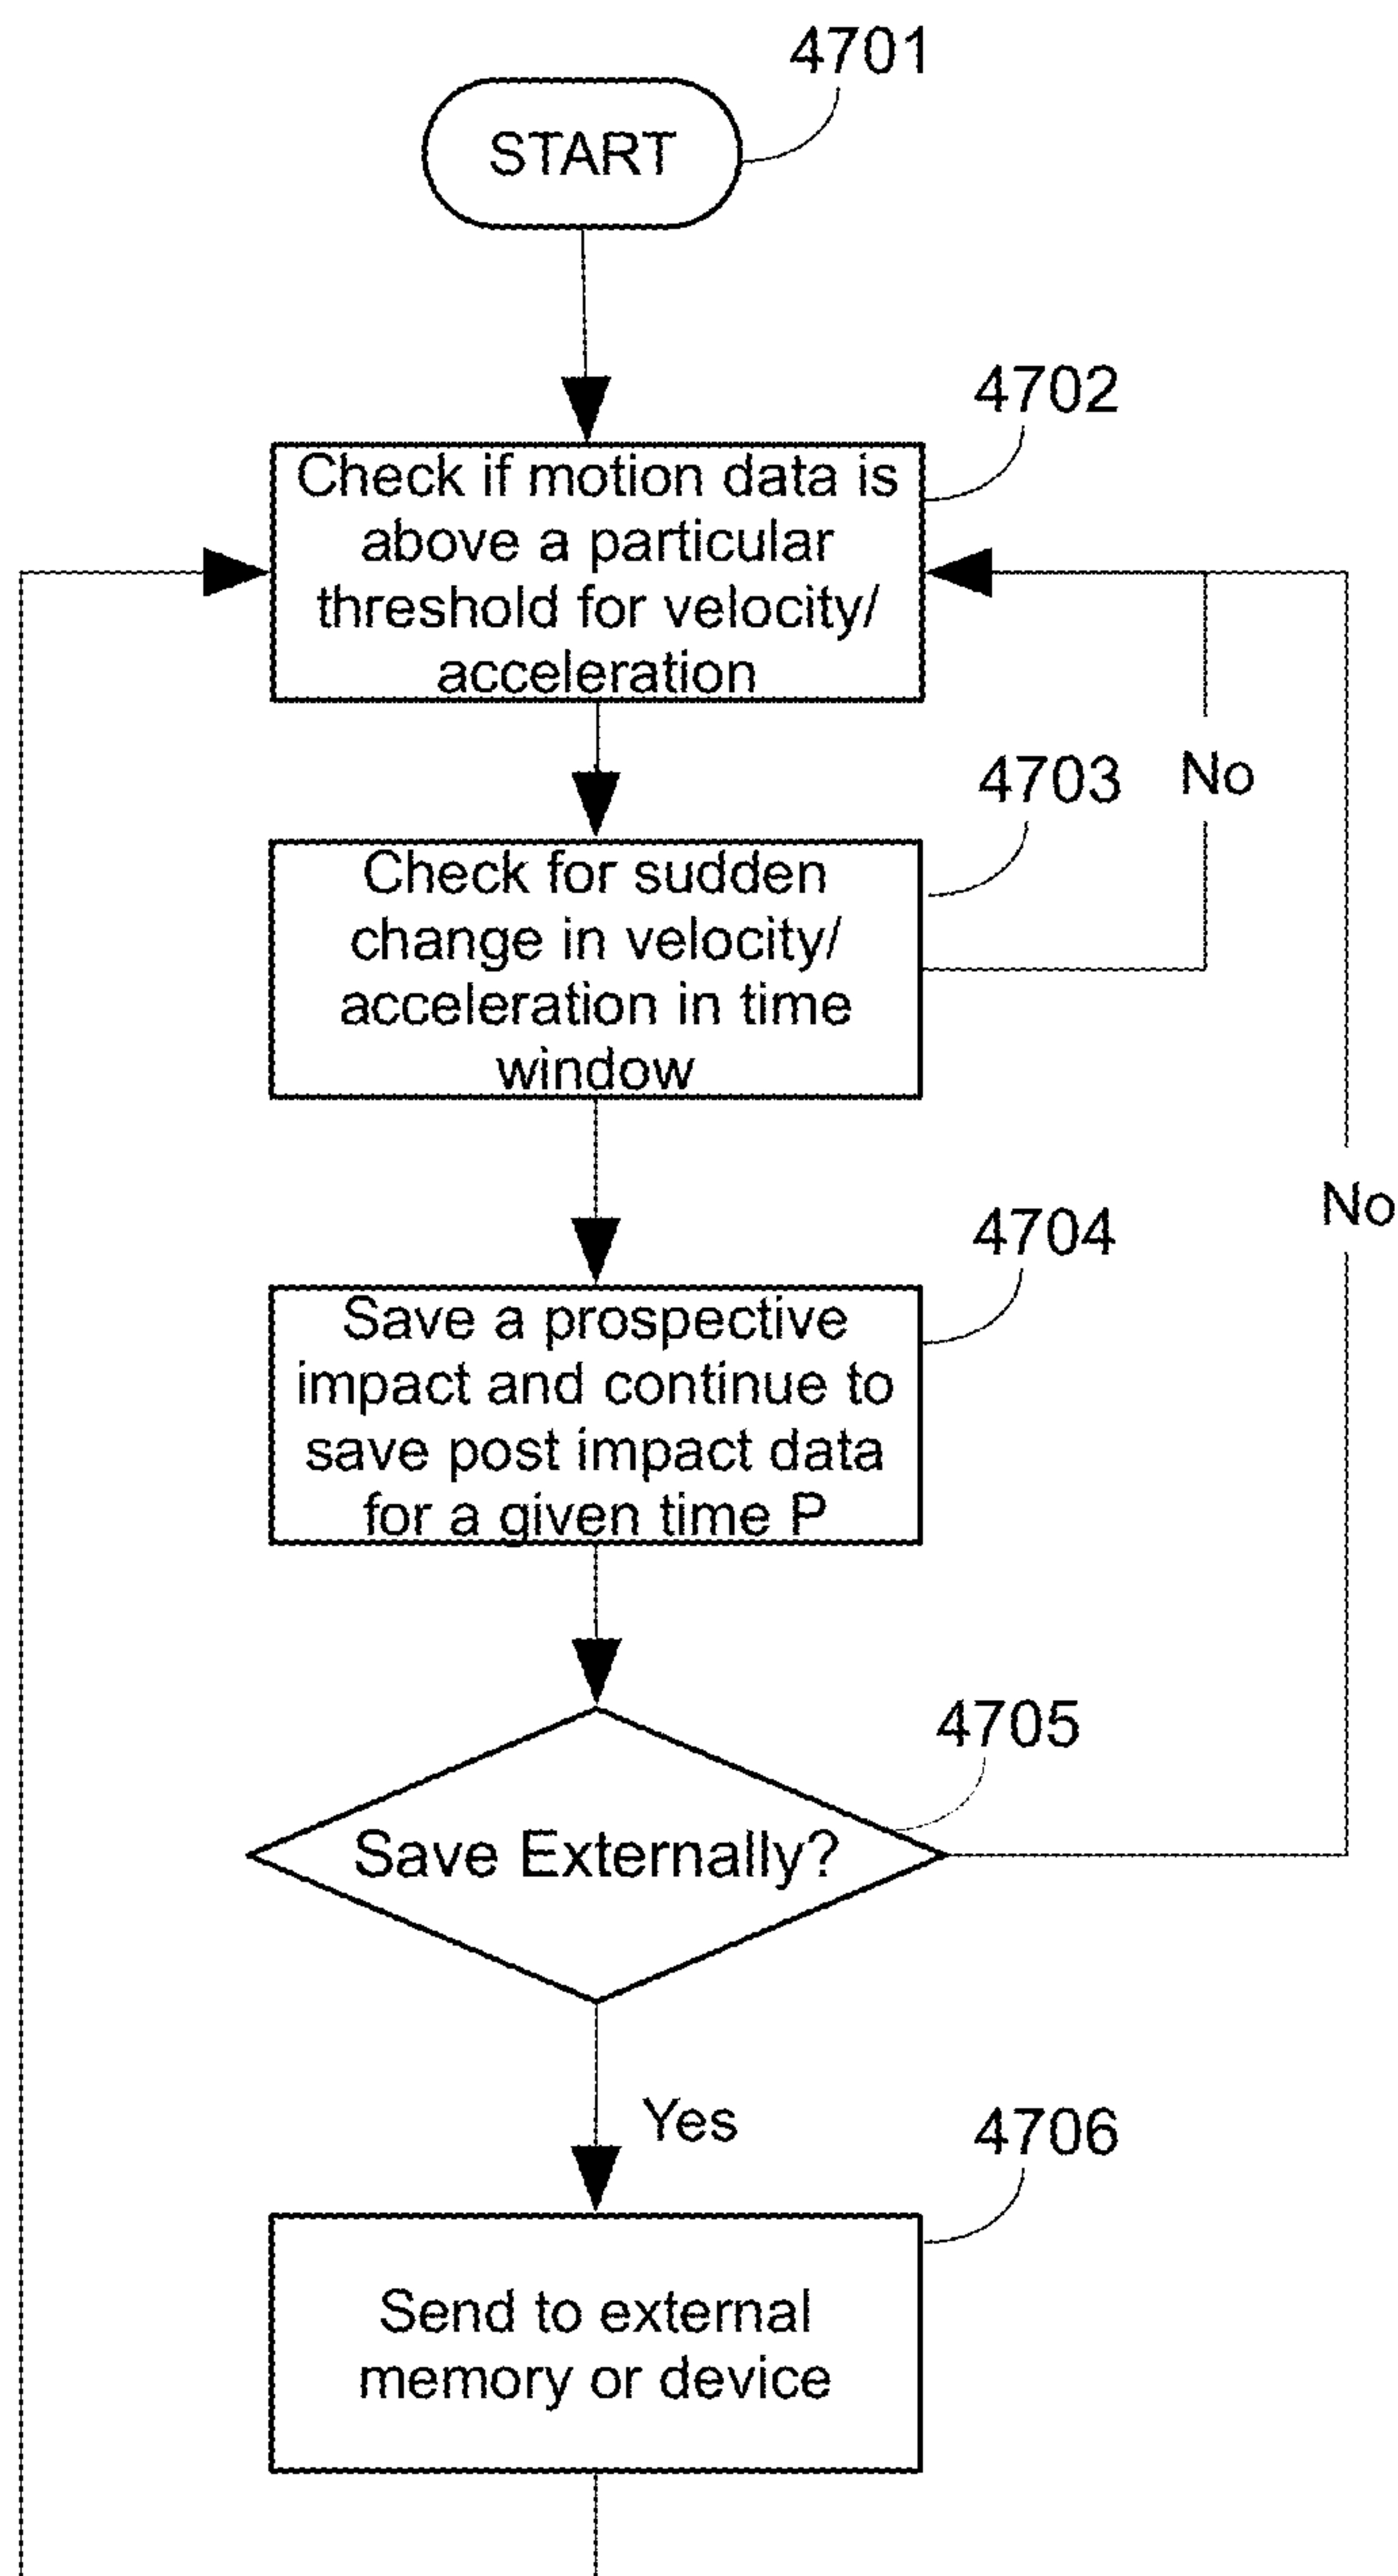 4701
START
4702
Check if motion data is
above a particular
threshold for velocity/
acceleration
4703
No
Check for sudden
change in velocity/
acceleration in time
window
No
4704
Save a prospective
impact and continue to
save post impact data
for a given time P
4705
Save Externally?
Yes
4706
Send to external
memory or device